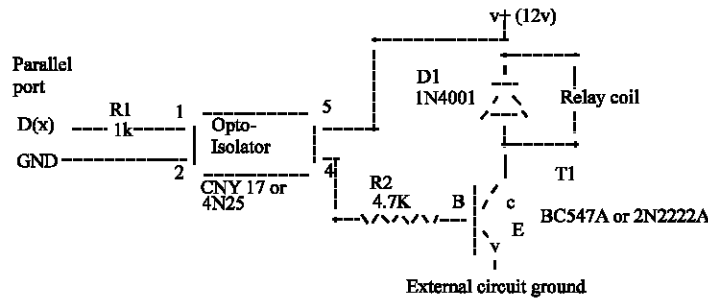 v+ (12v)
Parallel
port
D1
1N4001
Relay coil
R1
1k
D(x)
GND
1
2
Opto-
Isolator
5
4
CNY 17 or
4N25
R2
4.7K
B
c
E
v
T1
BC547A or 2N2222A
External circuit ground